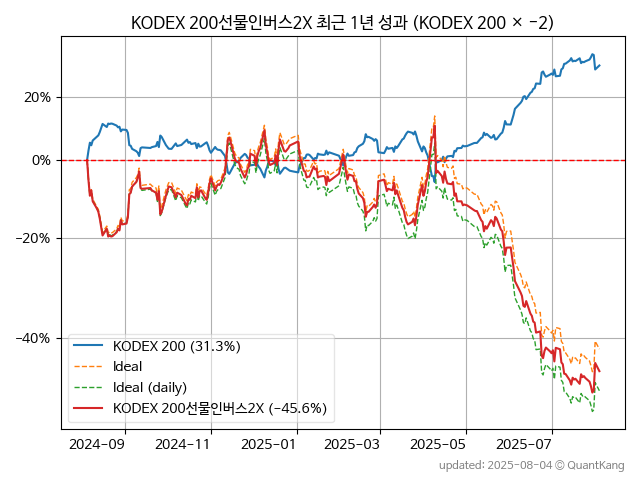 KODEX 200선물인버스2X 최근 1년 성과 (KODEX 200 × −2)
20%
0%
−20%
−40%
KODEX 200 (31.3%)
Ideal
Ideal (daily)
KODEX 200선물인버스2X (−45.6%)
2024-09 2024-11 2025-01 2025-03 2025-05 2025-07
updated: 2025-08-04 © QuantKang